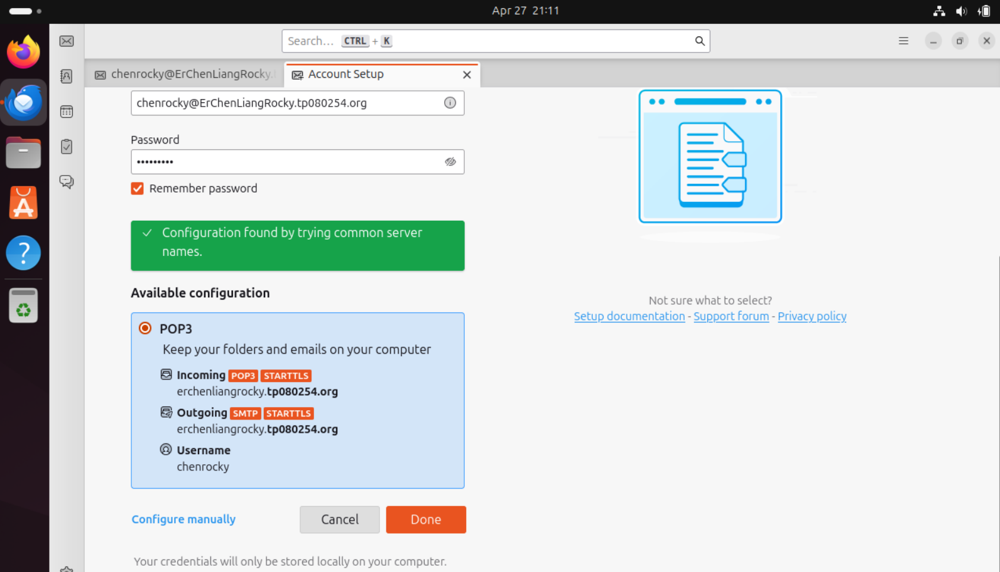 Apr 27 21:11
Search… CTRL + K
chenrocky@ErChenLiangRocky.
Account Setup
chenrocky@ErChenLiangRocky.tp080254.org
Password
•••••••••
Remember password
Configuration found by trying common server
names.
Available configuration
POP3
Keep your folders and emails on your computer
Incoming POP3 STARTTLS
erchenliangrocky.tp080254.org
Outgoing SMTP STARTTLS
erchenliangrocky.tp080254.org
Username
chenrocky
Configure manually
Cancel
Done
Your credentials will only be stored locally on your computer.
Not sure what to select?
Setup documentation - Support forum - Privacy policy